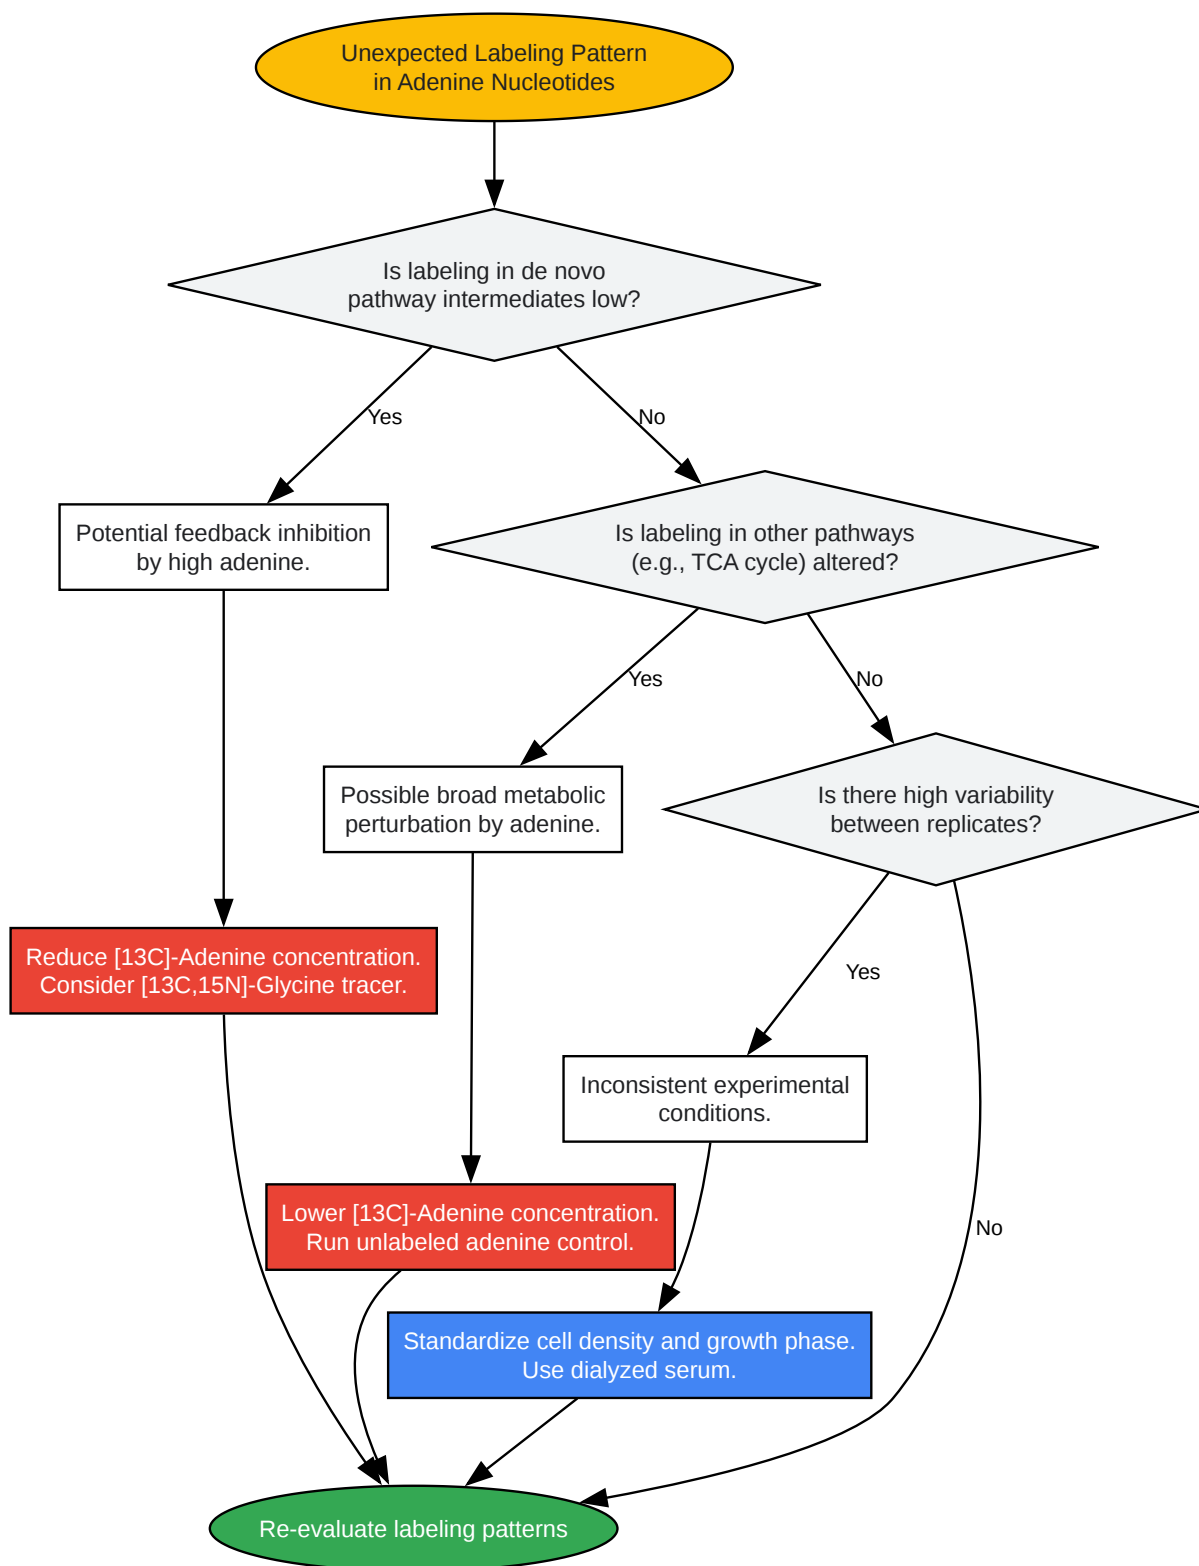 Unexpected Labeling Pattern
in Adenine Nucleotides
Is labeling in de novo
pathway intermediates low?
Yes
No
Potential feedback inhibition
by high adenine.
Is labeling in other pathways
(e.g., TCA cycle) altered?
Yes
No
Possible broad metabolic
perturbation by adenine.
Is there high variability
between replicates?
Reduce [13C]-Adenine concentration.
Consider [13C,15N]-Glycine tracer.
Yes
Inconsistent experimental
conditions.
Lower [13C]-Adenine concentration.
Run unlabeled adenine control.
No
Standardize cell density and growth phase.
Use dialyzed serum.
Re-evaluate labeling patterns